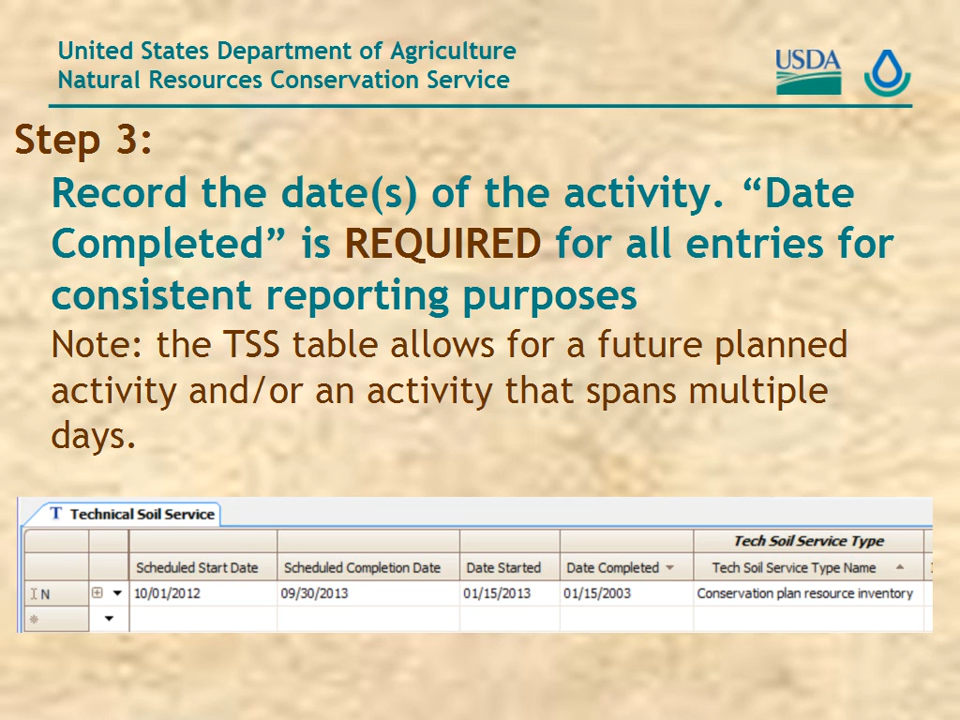 United States Department of Agriculture
Natural Resources Conservation Service
USDA
Step 3:
Record the date(s) of the activity. “Date
Completed” is REQUIRED for all entries for
consistent reporting purposes
Note: the TSS table allows for a future planned
activity and/or an activity that spans multiple
days.
T Technical Soil Service
Tech Soil Service Type
Scheduled Start Date Scheduled Completion Date Date Started Date Completed Tech Soil Service Type Name
N 10/01/2012 09/30/2013 01/15/2013 01/15/2003 Conservation plan resource inventory